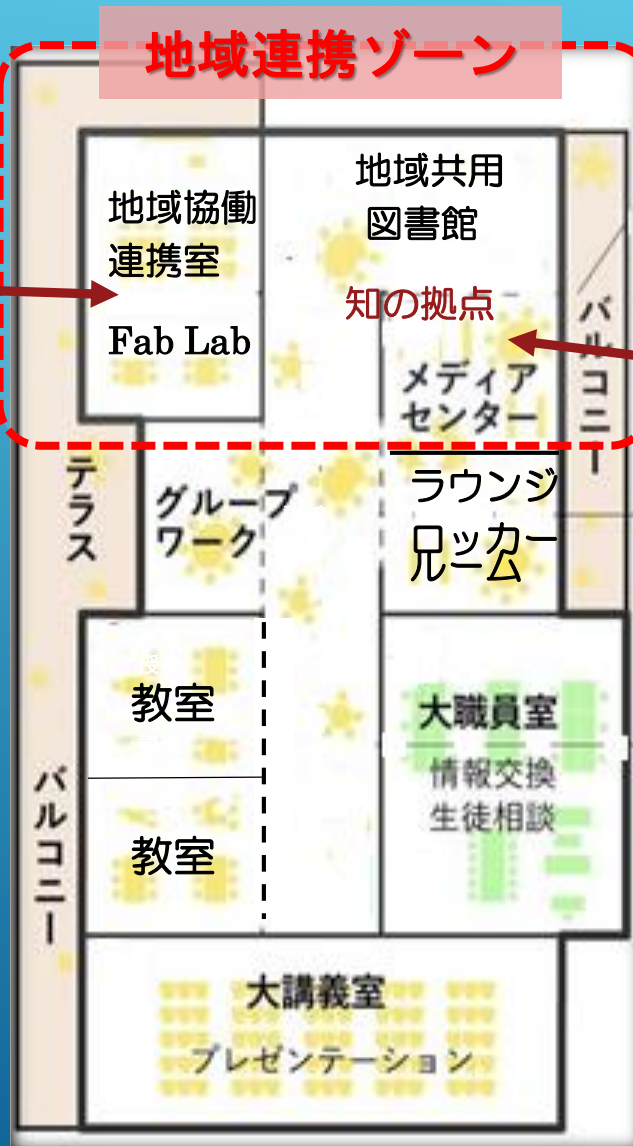 地域連携ゾーン
地域協働
連携室
Fab Lab
地域共用
図書館
知の拠点
メディア
センター
バルコニー
テラス
グループ
ワーク
ラウンジ
ロッカー
ルーム
教室
教室
大職員室
情報交換
生徒相談
バルコニー
大講義室
プレゼンテーション